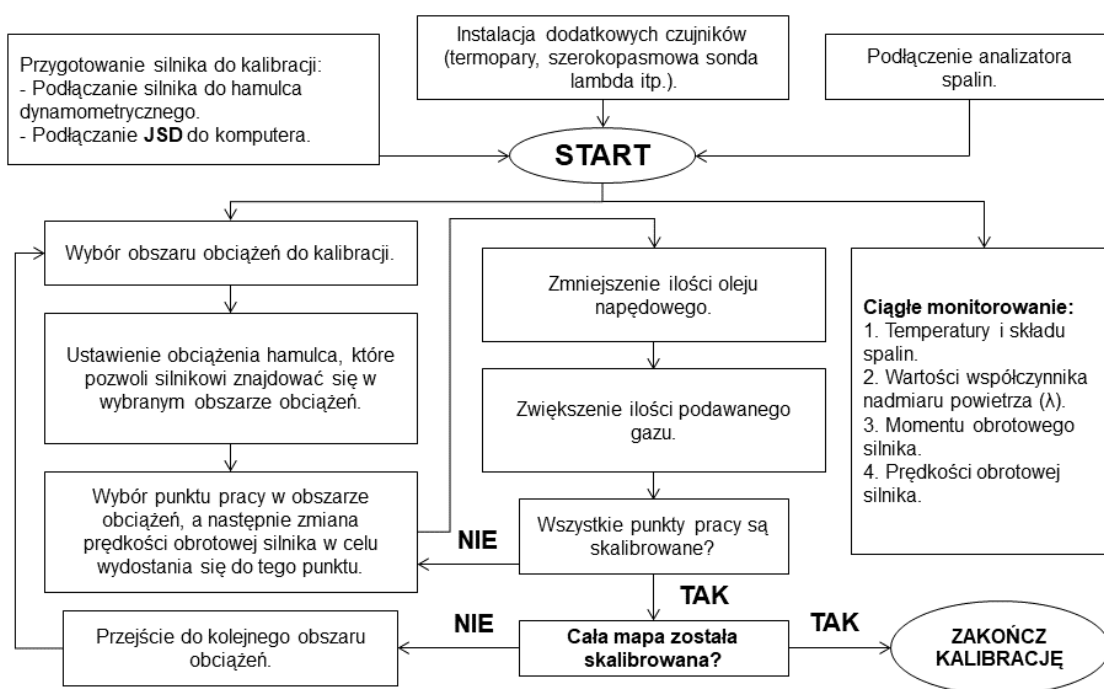 Przygotowanie silnika do kalibracji:
- Podłączanie silnika do hamulca
dynamometrycznego.
- Podłączanie JSD do komputera.
Instalacja dodatkowych czujników
(termopary, szerokopasmowa sonda
lambda itp.).
Podłączenie analizatora
spalin.
START
Wybór obszaru obciążeń do kalibracji.
Ustawienie obciążenia hamulca, które
pozwoli silnikowi znajdować się w
wybranym obszarze obciążeń.
Wybór punktu pracy w obszarze
obciążeń, a następnie zmiana
prędkości obrotowej silnika w celu
wydostania się do tego punktu.
Przejście do kolejnego obszaru
obciążeń.
Zmniejszenie ilości oleju
napędowego.
Zwiększenie ilości podawanego
gazu.
Wszystkie punkty pracy są
skalibrowane?
NIE
TAK
Cała mapa została
skalibrowana?
NIE
TAK
ZAKOŃCZ
KALIBRACJĘ
Ciągłe monitorowanie:
1. Temperatury i składu
spalin.
2. Wartości współczynnika
nadmiaru powietrza (λ).
3. Momentu obrotowego
silnika.
4. Prędkości obrotowej
silnika.